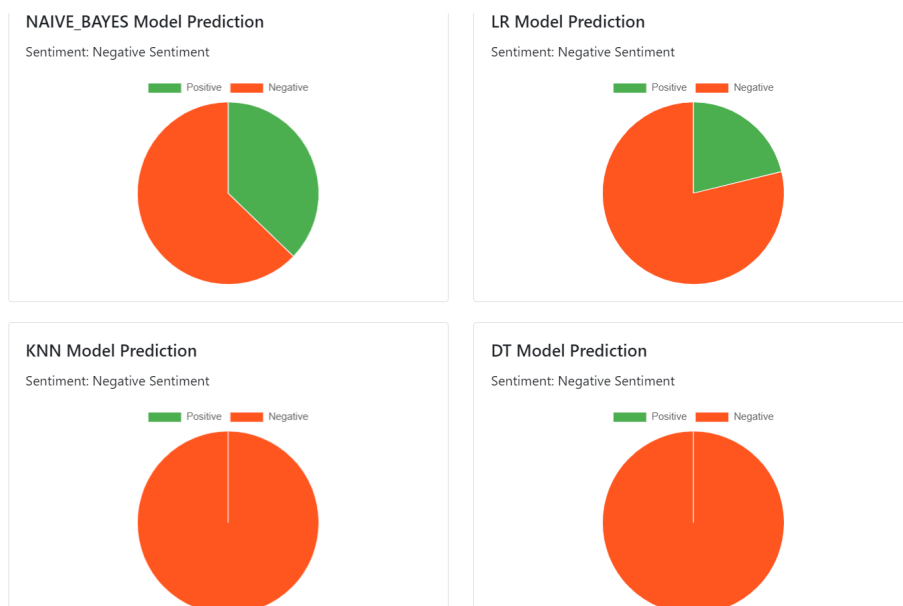 NAIVE_BAYES Model Prediction
Sentiment: Negative Sentiment
Positive Negative
LR Model Prediction
Sentiment: Negative Sentiment
Positive Negative
KNN Model Prediction
Sentiment: Negative Sentiment
Positive Negative
DT Model Prediction
Sentiment: Negative Sentiment
Positive Negative